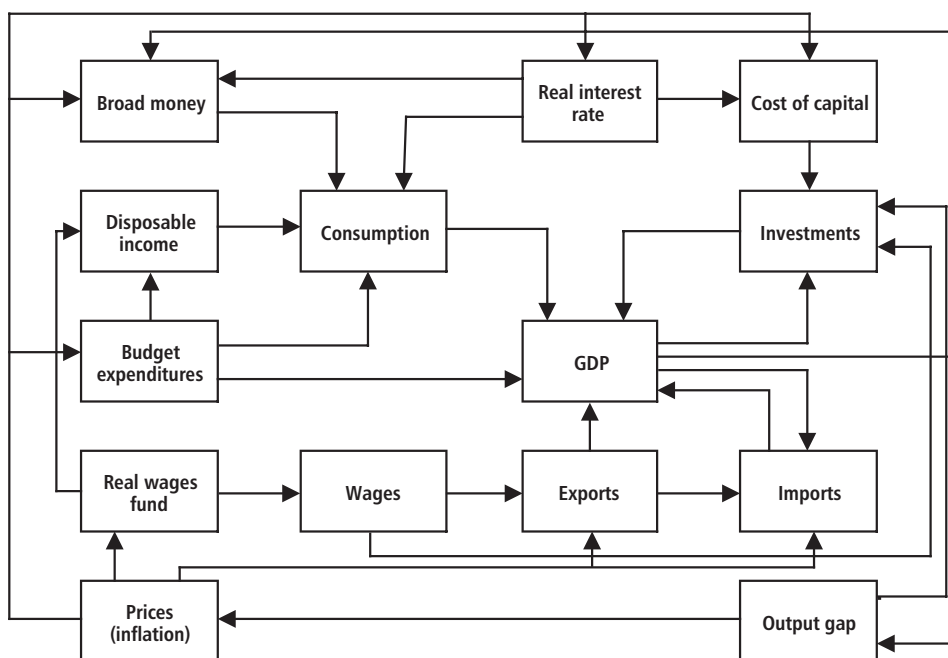 Broad money
Real interest
rate
Cost of capital
Disposable
income
Consumption
Investments
Budget
expenditures
GDP
Real wages
fund
Wages
Exports
Imports
Prices
(inflation)
Output gap